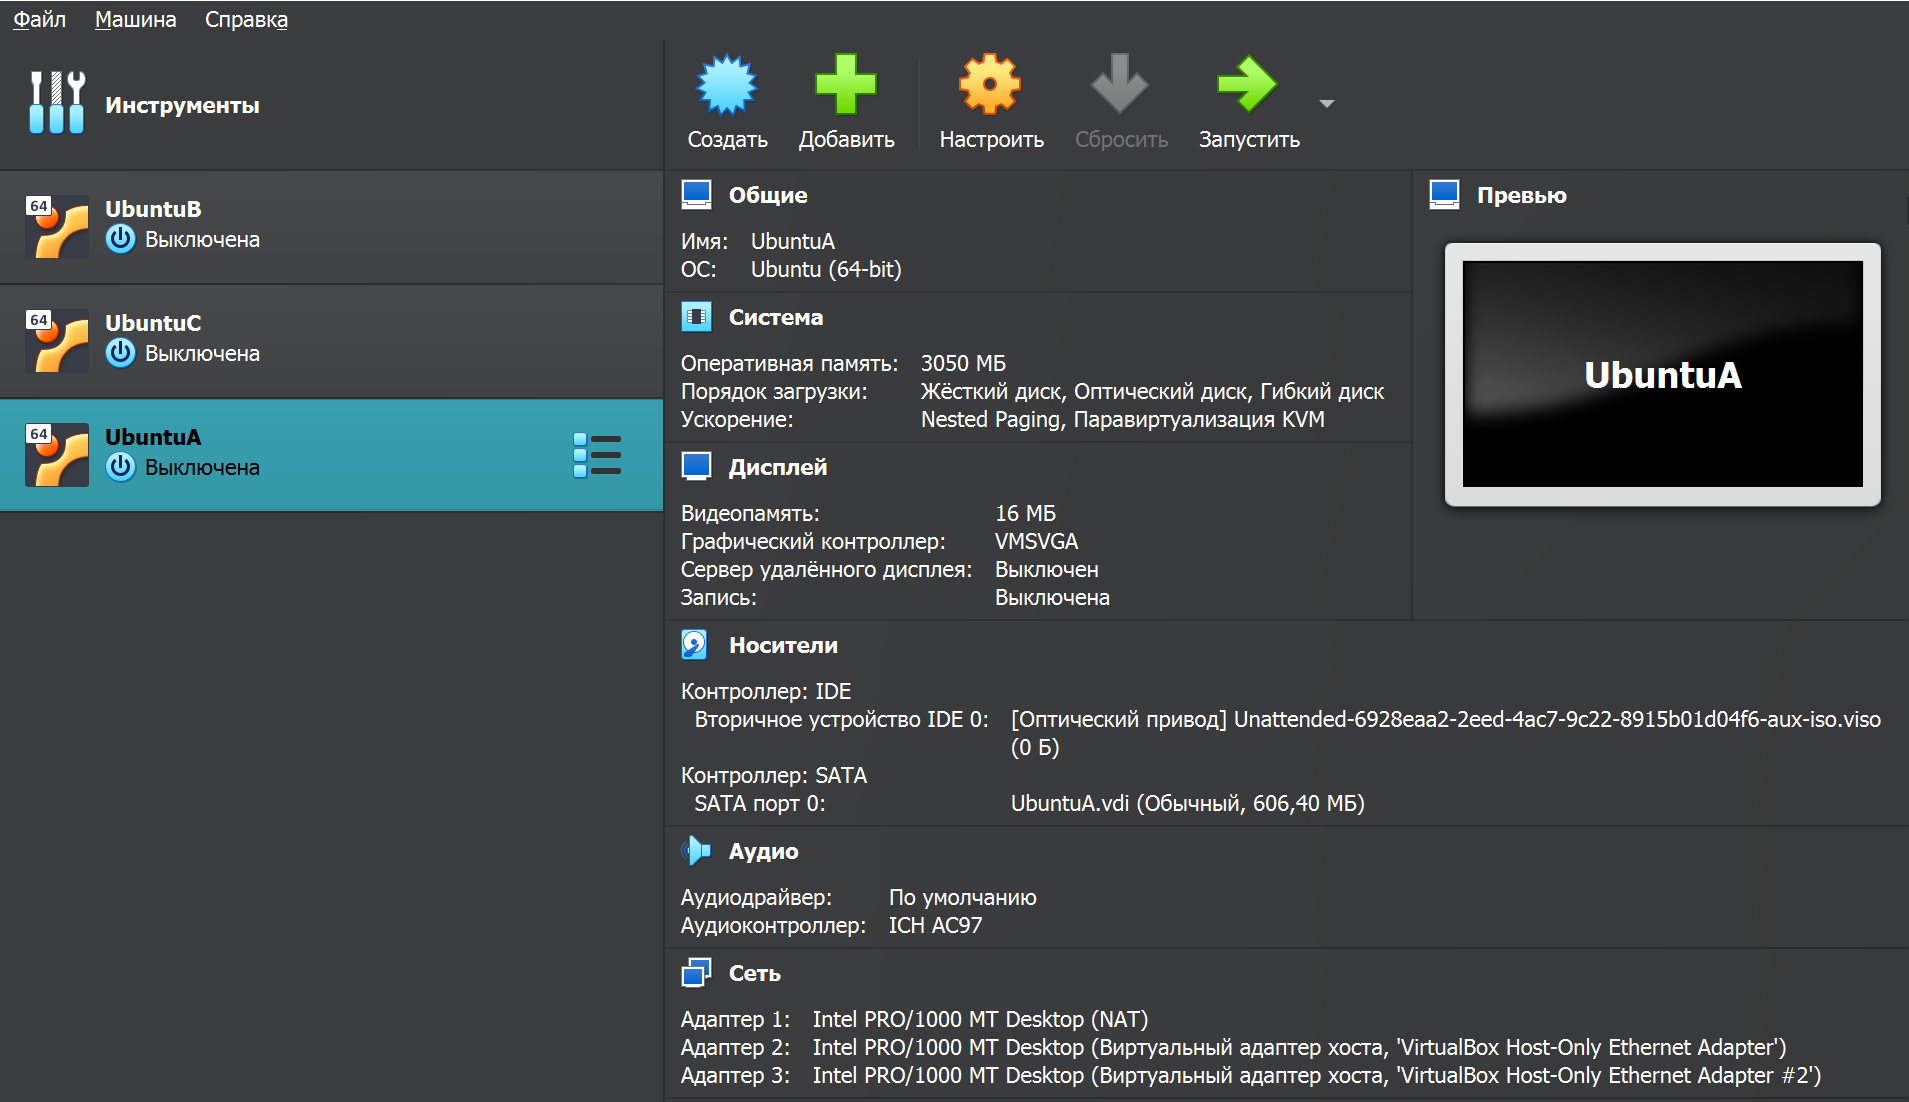 Файл Машина Справка
Инструменты
Создать Добавить Настроить Сбросить Запустить
64 UbuntuB
Выключена
64 UbuntuC
Выключена
64 UbuntuA
Выключена
Общие
Имя: UbuntuA
ОС: Ubuntu (64-bit)
Система
Оперативная память: 3050 МБ
Порядок загрузки: Жёсткий диск, Оптический диск, Гибкий диск
Ускорение: Nested Paging, Паравиртуализация KVM
Дисплей
Видеопамять: 16 МБ
Графический контроллер: VMSVGA
Сервер удалённого дисплея: Выключен
Запись: Выключена
Превью
UbuntuA
Носители
Контроллер: IDE
Вторичное устройство IDE 0: [Оптический привод] Unattended-6928eaa2-2eed-4ac7-9c22-8915b01d04f6-aux-iso.viso
(0 Б)
Контроллер: SATA
SATA порт 0: UbuntuA.vdi (Обычный, 606,40 МБ)
Аудио
Аудиодрайвер: По умолчанию
Аудиоконтроллер: ICH AC97
Сеть
Адаптер 1: Intel PRO/1000 MT Desktop (NAT)
Адаптер 2: Intel PRO/1000 MT Desktop (Виртуальный адаптер хоста, 'VirtualBox Host-Only Ethernet Adapter')
Адаптер 3: Intel PRO/1000 MT Desktop (Виртуальный адаптер хоста, 'VirtualBox Host-Only Ethernet Adapter #2')